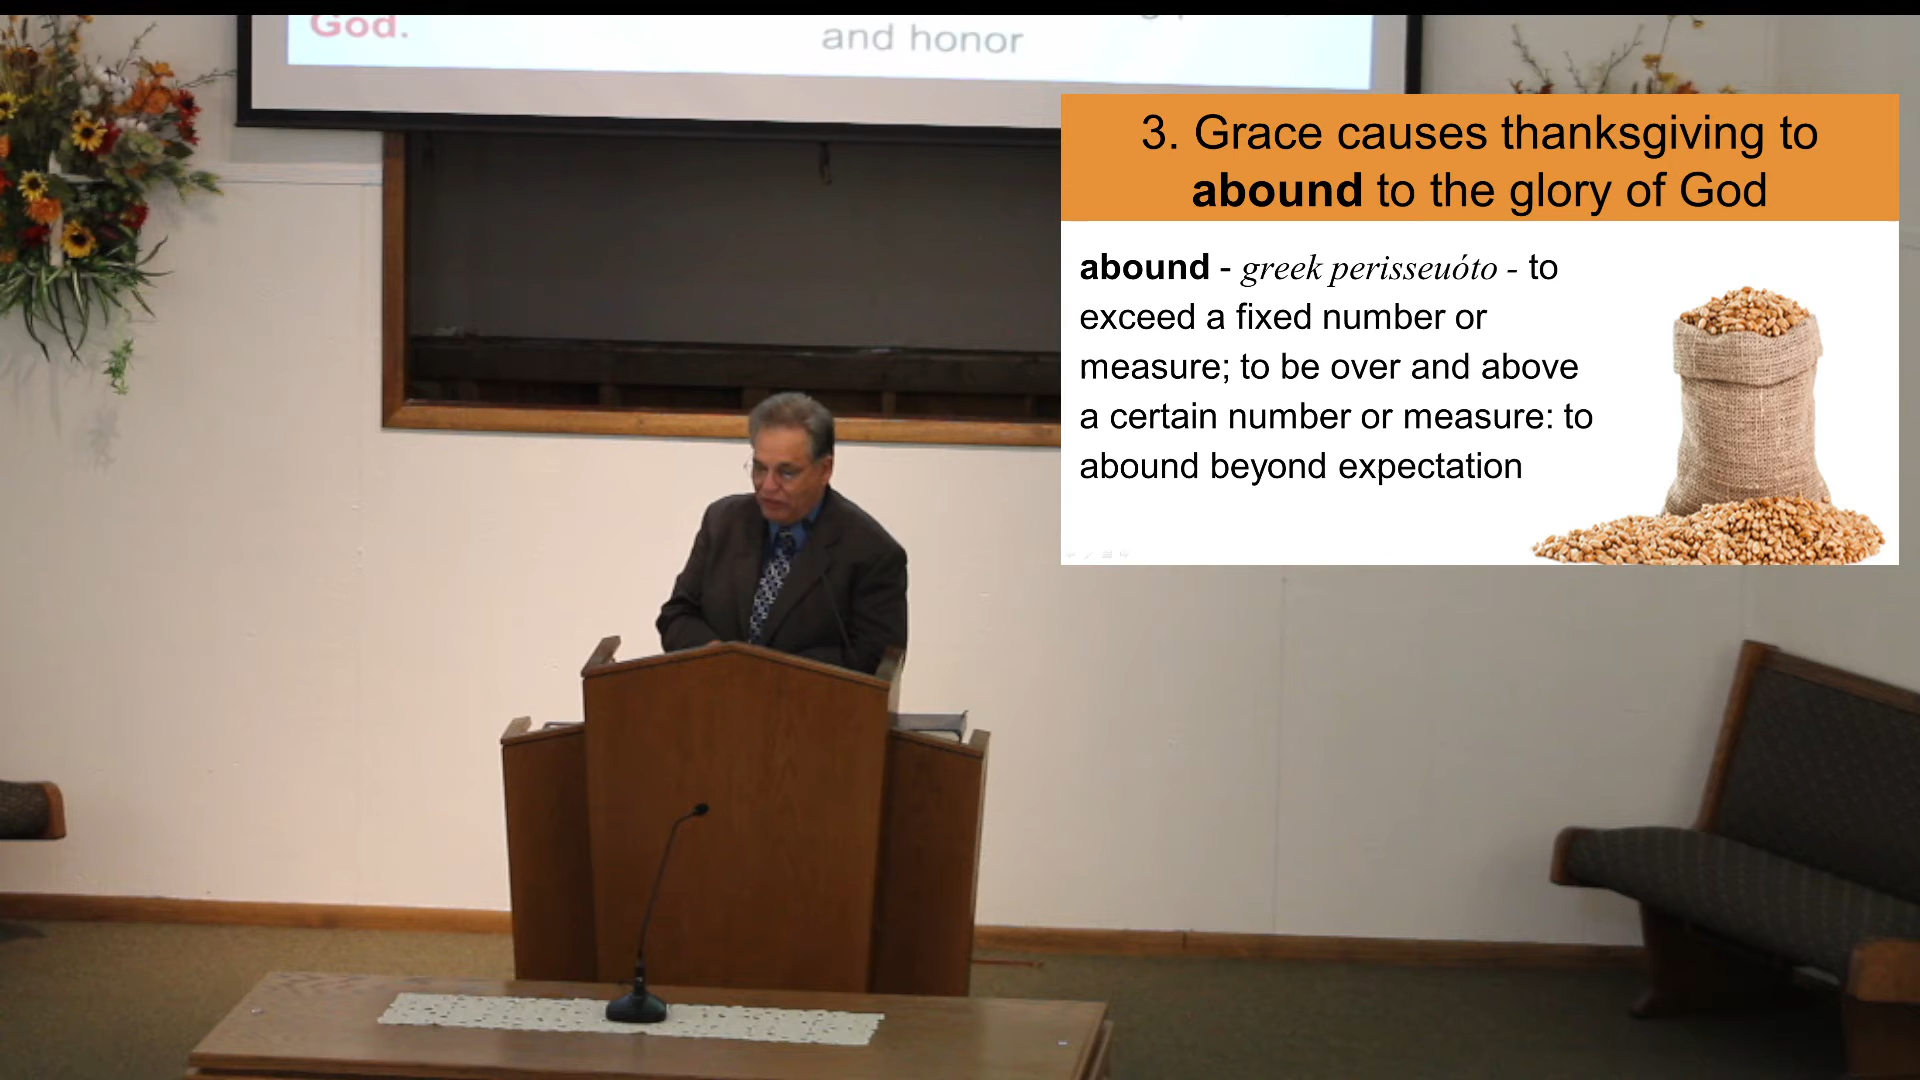 God.
and honor
3. Grace causes thanksgiving to
abound to the glory of God
abound - greek perisseuóto - to
exceed a fixed number or
measure; to be over and above
a certain number or measure: to
abound beyond expectation